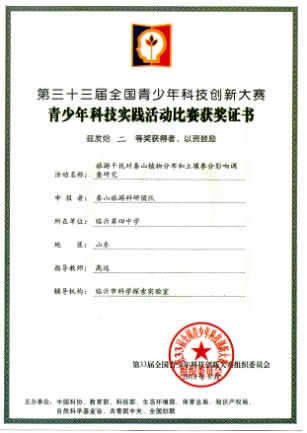 第三十三届全国青少年科技创新大赛
青少年科技实践活动比赛获奖证书
兹发给 二 等奖获得者，以资鼓励
活动名称： 旅游干扰对泰山植物分布和土壤养分影响调
查研究
申报者： 泰山旅游科研团队
所在单位： 临沂第四中学
地区： 山东
指导教师： 高远
辅导机构： 临沂市科学探索实验室
第33届全国青少年科技创新大赛组织委员会
主办单位：中国科协、教育部、科技部、生态环境部、体育总局、知识产权局、
自然科学基金会、共青团中央、全国妇联